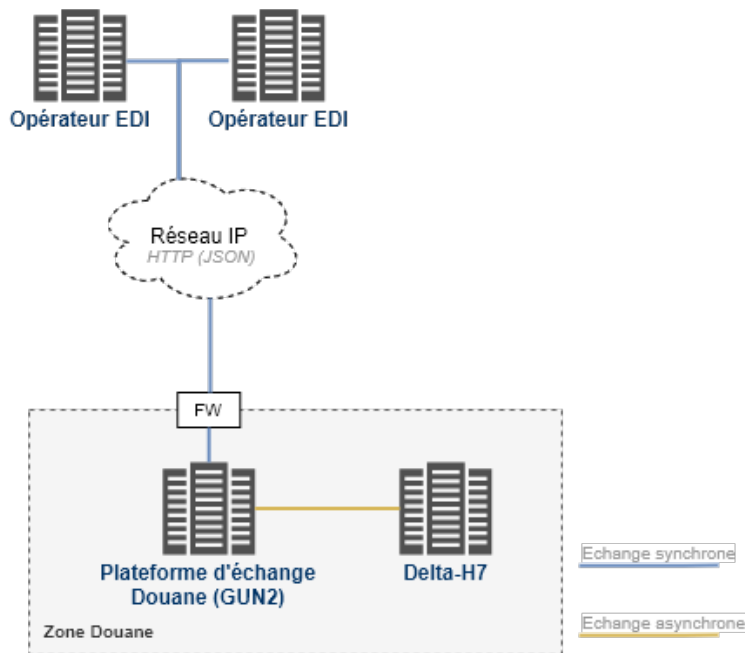 Opérateur EDI
Opérateur EDI
Réseau IP
HTTP (JSON)
FW
Plateforme d'échange
Douane (GUN2)
Delta-H7
Zone Douane
Echange synchrone
Echange asynchrone